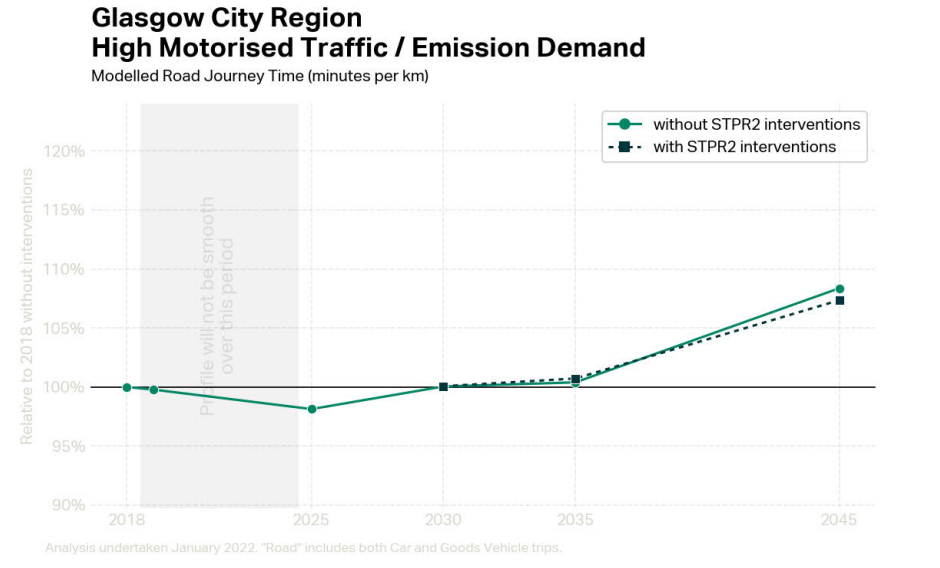 Glasgow City Region
High Motorised Traffic / Emission Demand
Modelled Road Journey Time (minutes per km)
without STPR2 interventions
with STPR2 interventions
Relative to 2018 without interventions
120%
115%
110%
105%
100%
95%
90%
Profile will not be smooth
over this period
2018
2025
2030
2035
2045
Analysis undertaken January 2022. "Road" includes both Car and Goods Vehicle trips.